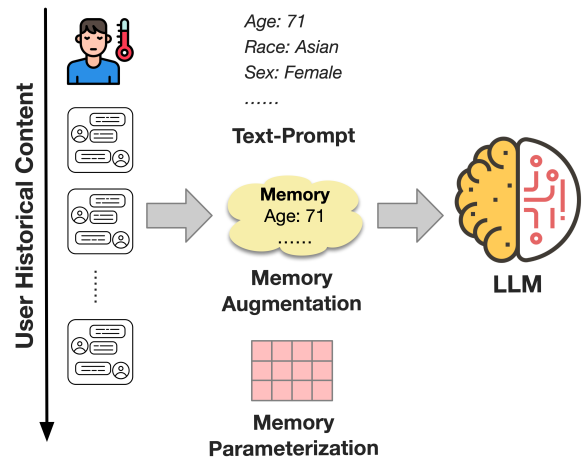 User Historical Content
Age: 71
Race: Asian
Sex: Female
......
Text-Prompt
Memory
Age: 71
......
Memory
Augmentation
Memory
Parameterization
LLM